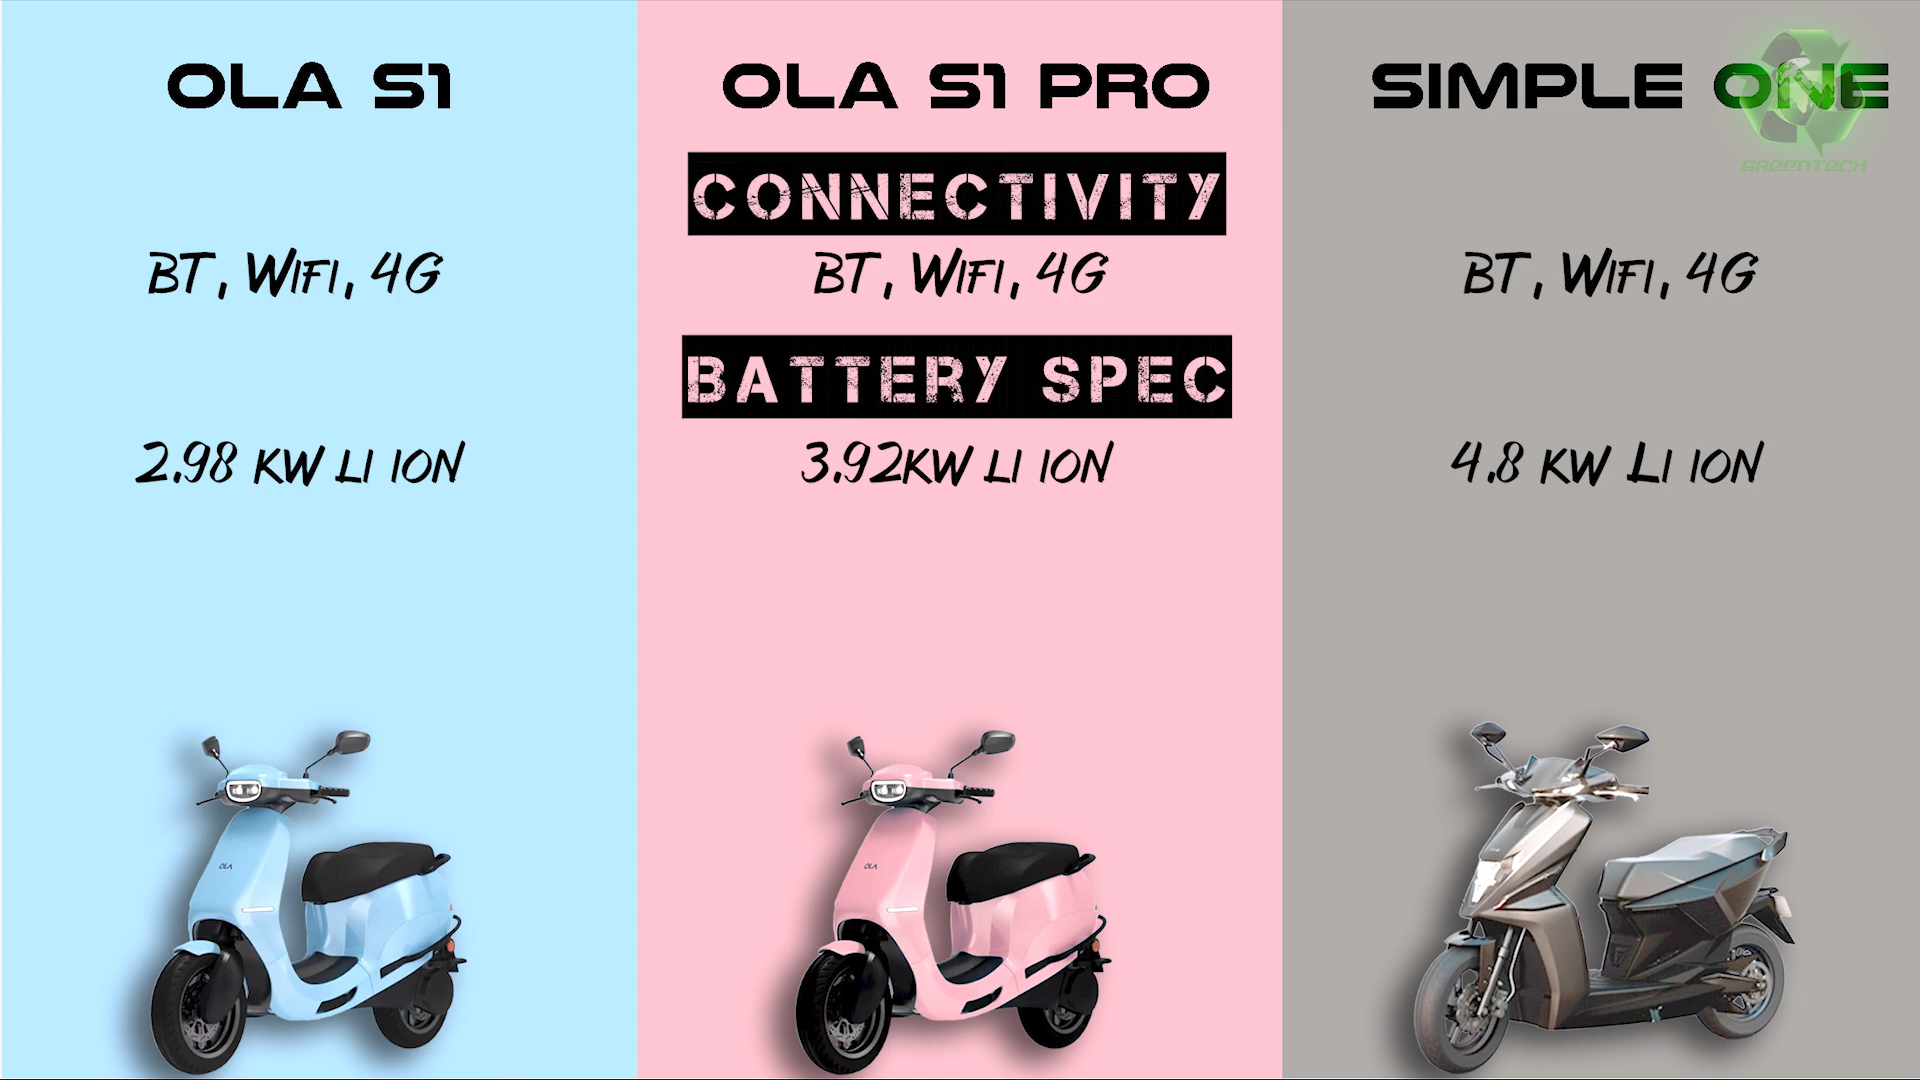 OLA S1
OLA S1 PRO
SIMPLE ONE
GREENTECH
CONNECTIVITY
BT, WIFI, 4G
BT, WIFI, 4G
BT, WIFI, 4G
BATTERY SPEC
2.98 KW LI ION
3.92KW LI ION
4.8 KW LI ION
OLA
OLA